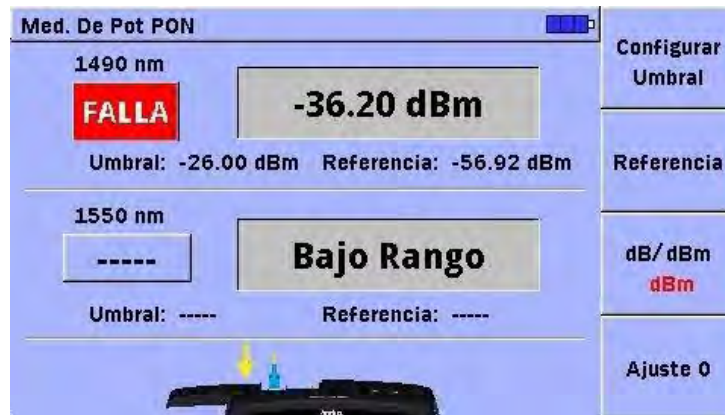 Med. De Pot PON
1490 nm
FALLA
-36.20 dBm
Umbral: -26.00 dBm Referencia: -56.92 dBm
1550 nm
-----
Bajo Rango
Umbral: ----- Referencia: -----
Configurar
Umbral
Referencia
dB/dBm
dBm
Ajuste 0